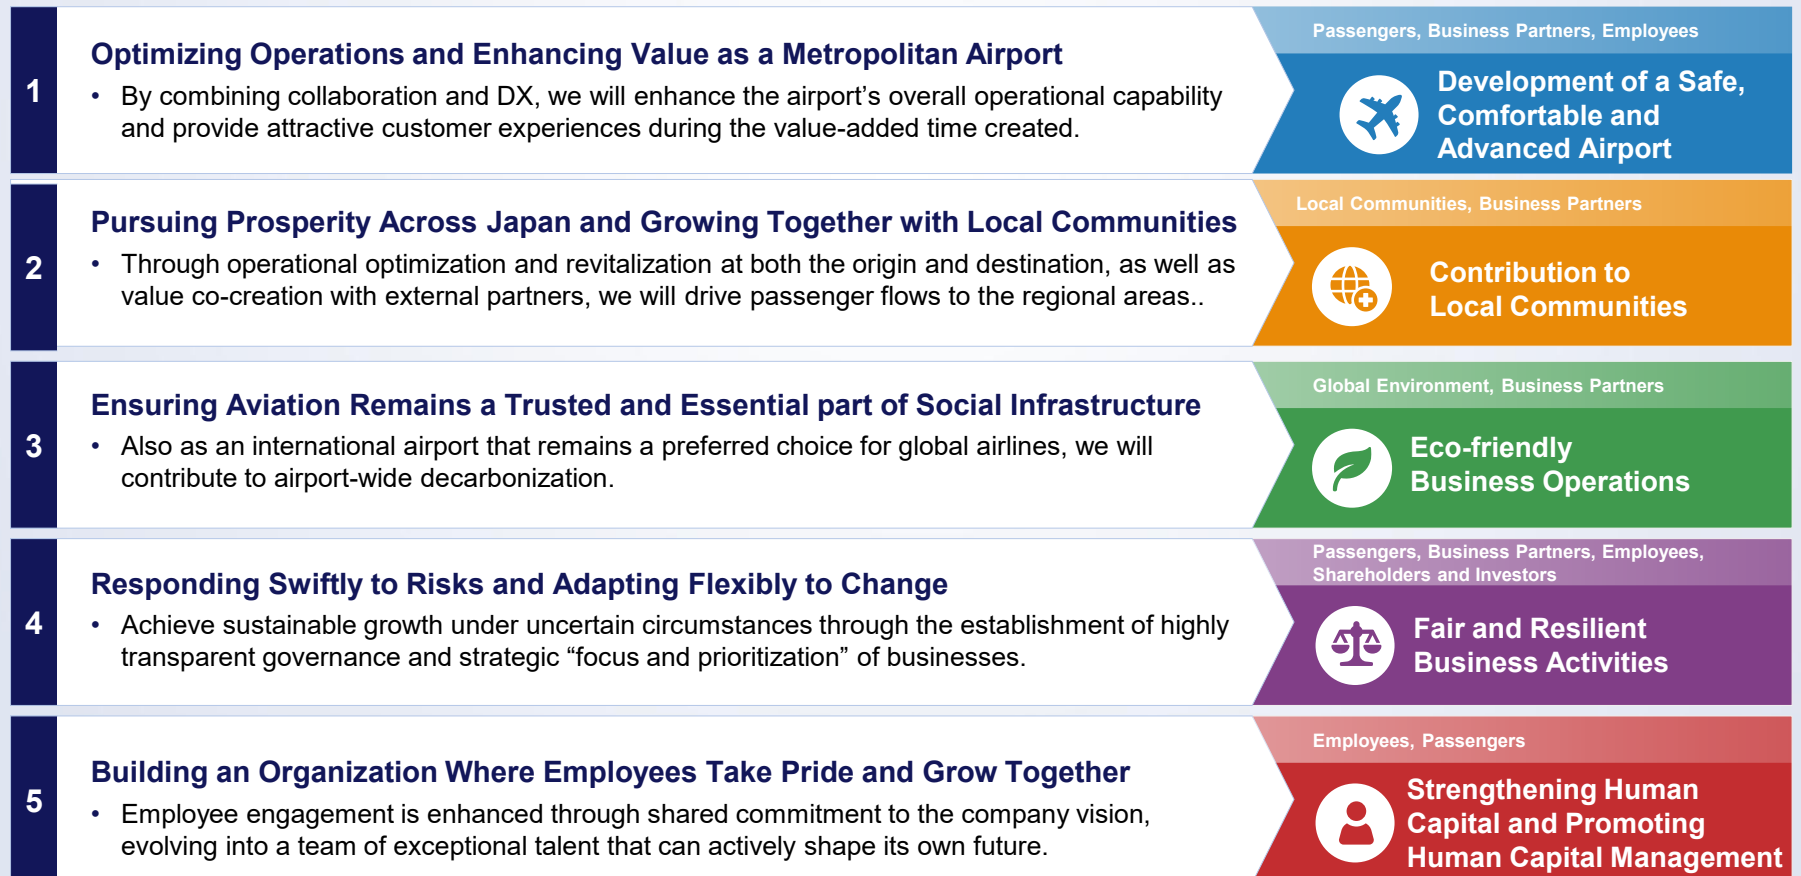 1
Optimizing Operations and Enhancing Value as a Metropolitan Airport
• By combining collaboration and DX, we will enhance the airport’s overall operational capability
and provide attractive customer experiences during the value-added time created.
Passengers, Business Partners, Employees
Development of a Safe,
Comfortable and
Advanced Airport
2
Pursuing Prosperity Across Japan and Growing Together with Local Communities
• Through operational optimization and revitalization at both the origin and destination, as well as
value co-creation with external partners, we will drive passenger flows to the regional areas..
Local Communities, Business Partners
Contribution to
Local Communities
3
Ensuring Aviation Remains a Trusted and Essential part of Social Infrastructure
• Also as an international airport that remains a preferred choice for global airlines, we will
contribute to airport-wide decarbonization.
Global Environment, Business Partners
Eco-friendly
Business Operations
4
Responding Swiftly to Risks and Adapting Flexibly to Change
• Achieve sustainable growth under uncertain circumstances through the establishment of highly
transparent governance and strategic “focus and prioritization” of businesses.
Passengers, Business Partners, Employees,
Shareholders and Investors
Fair and Resilient
Business Activities
5
Building an Organization Where Employees Take Pride and Grow Together
• Employee engagement is enhanced through shared commitment to the company vision,
evolving into a team of exceptional talent that can actively shape its own future.
Employees, Passengers
Strengthening Human
Capital and Promoting
Human Capital Management